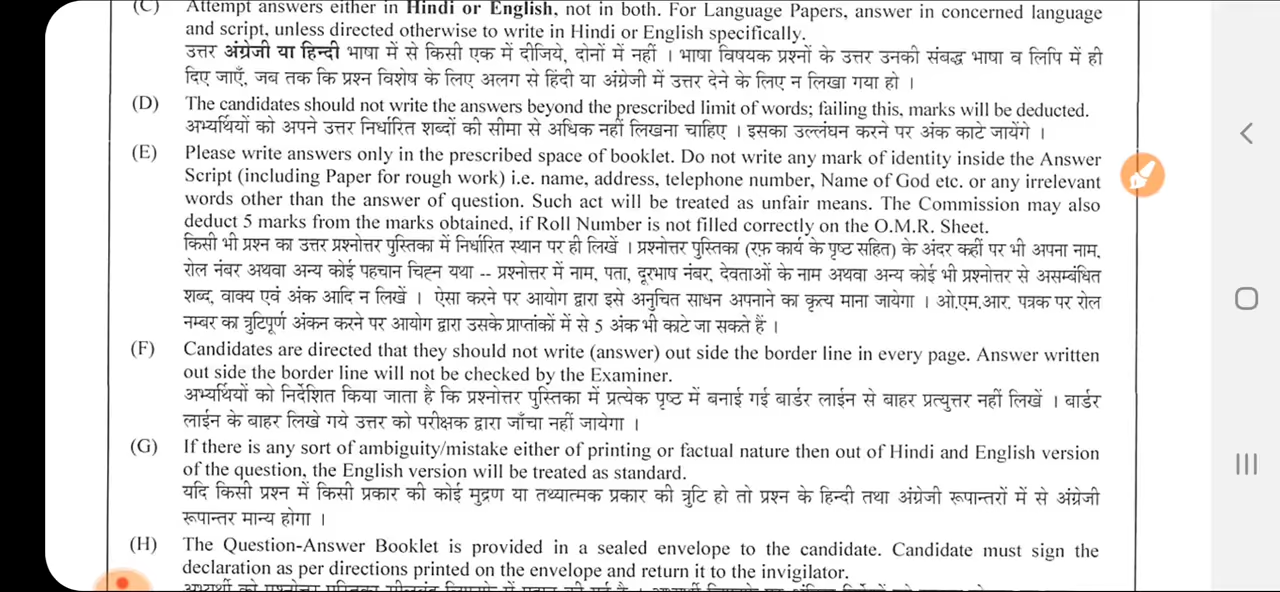 (C) Attempt answers either in Hindi or English, not in both. For Language Papers, answer in concerned language
and script, unless directed otherwise to write in Hindi or English specifically.
उत्तर अंग्रेजी या हिन्दी भाषा में से किसी एक में दीजिये, दोनों में नहीं । भाषा विषयक प्रश्नों के उत्तर उनकी संबद्ध भाषा व लिपि में ही
दिए जाएँ, जब तक कि प्रश्न विशेष के लिए अलग से हिंदी या अंग्रेजी में उत्तर देने के लिए न लिखा गया हो ।
(D) The candidates should not write the answers beyond the prescribed limit of words; failing this, marks will be deducted.
अभ्यर्थियों को अपने उत्तर निर्धारित शब्दों की सीमा से अधिक नहीं लिखना चाहिए । इसका उल्लंघन करने पर अंक काटे जायेंगे ।
(E) Please write answers only in the prescribed space of booklet. Do not write any mark of identity inside the Answer
Script (including Paper for rough work) i.e. name, address, telephone number, Name of God etc. or any irrelevant
words other than the answer of question. Such act will be treated as unfair means. The Commission may also
deduct 5 marks from the marks obtained, if Roll Number is not filled correctly on the O.M.R. Sheet.
किसी भी प्रश्न का उत्तर प्रश्नोत्तर पुस्तिका में निर्धारित स्थान पर ही लिखें । प्रश्नोत्तर पुस्तिका (रफ़ कार्य के पृष्ठ सहित) के अंदर कहीं पर भी अपना नाम,
रोल नंबर अथवा अन्य कोई पहचान चिह्न यथा -- प्रश्नोत्तर में नाम, पता, दूरभाष नंबर, देवताओं के नाम अथवा अन्य कोई भी प्रश्नोत्तर से असम्बंधित
शब्द, वाक्य एवं अंक आदि न लिखें । ऐसा करने पर आयोग द्वारा इसे अनुचित साधन अपनाने का कृत्य माना जायेगा । ओ.एम.आर. पत्रक पर रोल
नम्बर का त्रुटिपूर्ण अंकन करने पर आयोग द्वारा उसके प्राप्तांकों में से 5 अंक भी काटे जा सकते हैं ।
(F) Candidates are directed that they should not write (answer) out side the border line in every page. Answer written
out side the border line will not be checked by the Examiner.
अभ्यर्थियों को निर्देशित किया जाता है कि प्रश्नोत्तर पुस्तिका में प्रत्येक पृष्ठ में बनाई गई बार्डर लाईन से बाहर प्रत्युत्तर नहीं लिखें । बार्डर
लाईन के बाहर लिखे गये उत्तर को परीक्षक द्वारा जाँचा नहीं जायेगा ।
(G) If there is any sort of ambiguity/mistake either of printing or factual nature then out of Hindi and English version
of the question, the English version will be treated as standard.
यदि किसी प्रश्न में किसी प्रकार की कोई मुद्रण या तथ्यात्मक प्रकार की त्रुटि हो तो प्रश्न के हिन्दी तथा अंग्रेजी रूपान्तरों में से अंग्रेजी
रूपान्तर मान्य होगा ।
(H) The Question-Answer Booklet is provided in a sealed envelope to the candidate. Candidate must sign the
declaration as per directions printed on the envelope and return it to the invigilator.